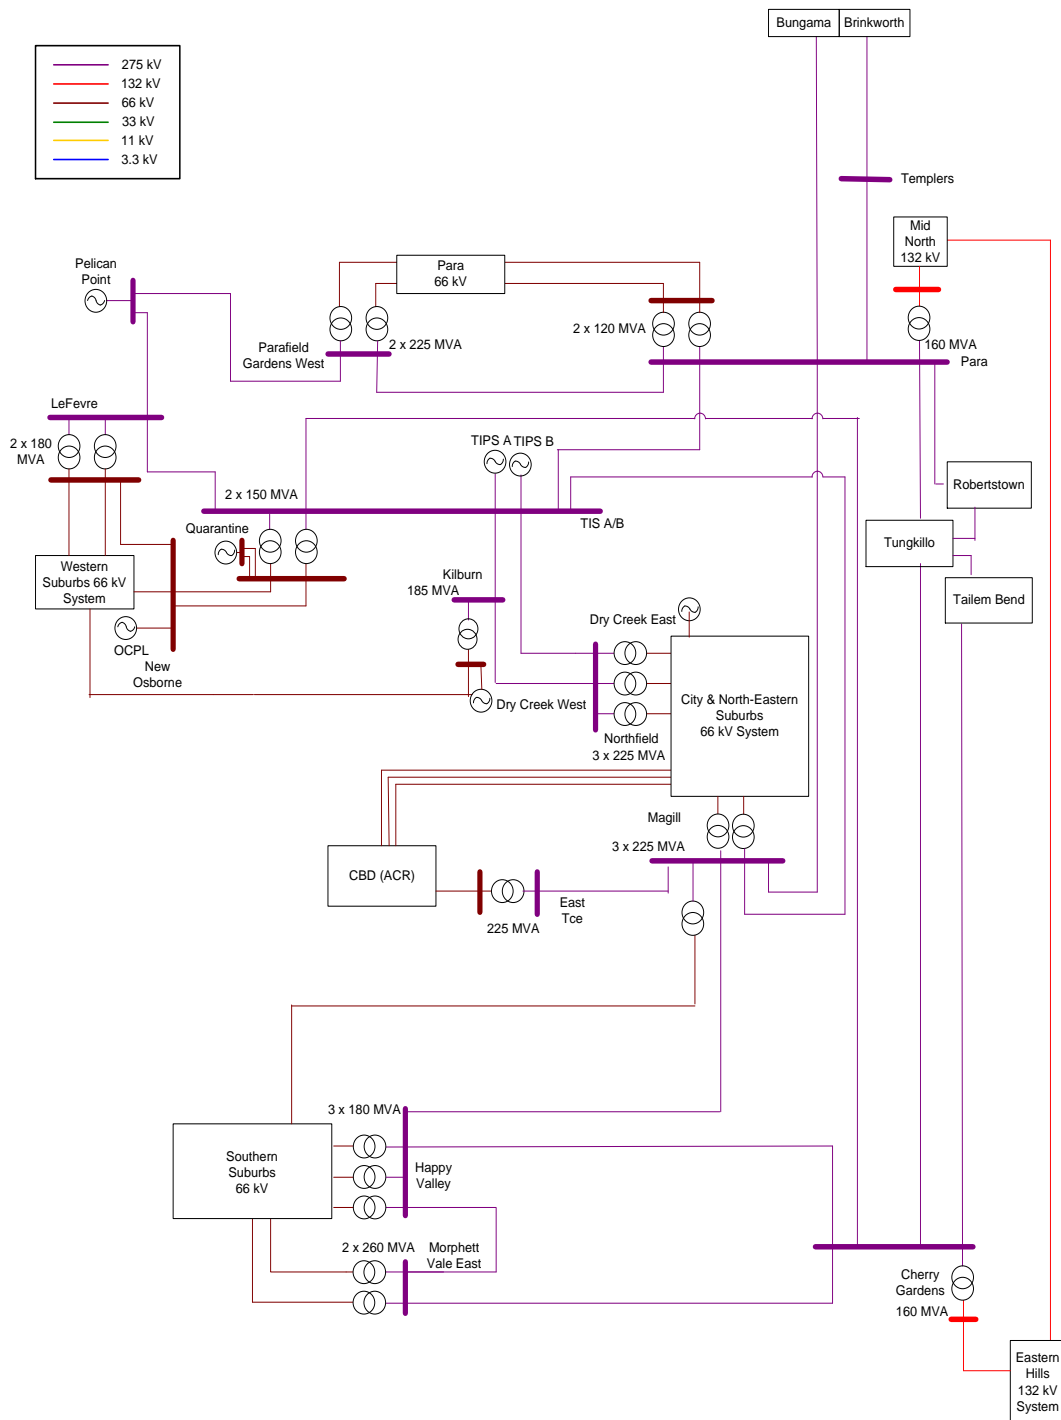 Bungama
Brinkworth
275 kV
132 kV
66 kV
33 kV
11 kV
3.3 kV
Templers
Mid
North
132 kV
Pelican
Point
Para
66 kV
2 x 120 MVA
160 MVA
Para
Parafield
Gardens West
2 x 225 MVA
LeFevre
2 x 180
MVA
TIPS A
TIPS B
Robertstown
2 x 150 MVA
TIS A/B
Quarantine
Tungkillo
Western
Suburbs 66 kV
System
Kilburn
185 MVA
Tailem Bend
OCPL
New
Osborne
Dry Creek East
Dry Creek West
City & North-Eastern
Suburbs
66 kV System
Northfield
3 x 225 MVA
Magill
3 x 225 MVA
CBD (ACR)
East
Tce
225 MVA
3 x 180 MVA
Southern
Suburbs
66 kV
Happy
Valley
2 x 260 MVA
Morphett
Vale East
Cherry
Gardens
160 MVA
Eastern
Hills
132 kV
System